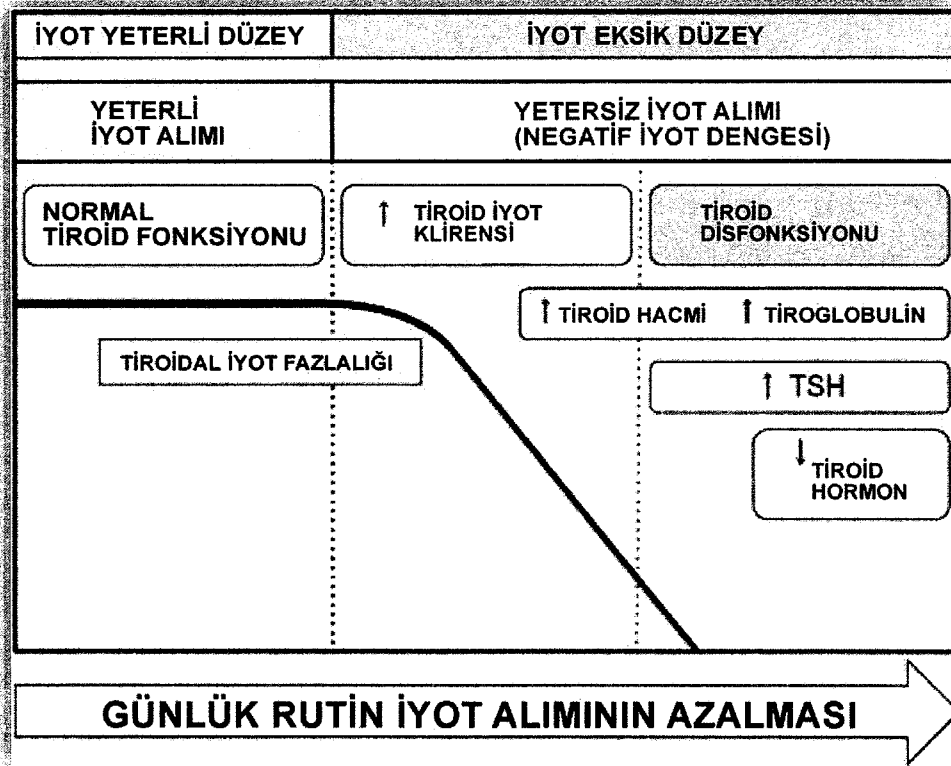 İYOT YETERLİ DÜZEY
İYOT EKSİK DÜZEY
YETERLİ
İYOT ALIMI
YETERSİZ İYOT ALIMI
(NEGATİF İYOT DENGESİ)
NORMAL
TİROİD FONKSİYONU
↑ TİROİD İYOT
KLİRENSİ
TİROİD
DİSFONKSİYONU
↑ TİROİD HACMİ ↑ TİROGLOBULİN
TİROİDAL İYOT FAZLALIĞI
↑ TSH
↓ TİROİD
HORMON
GÜNLÜK RUTİN İYOT ALIMININ AZALMASI